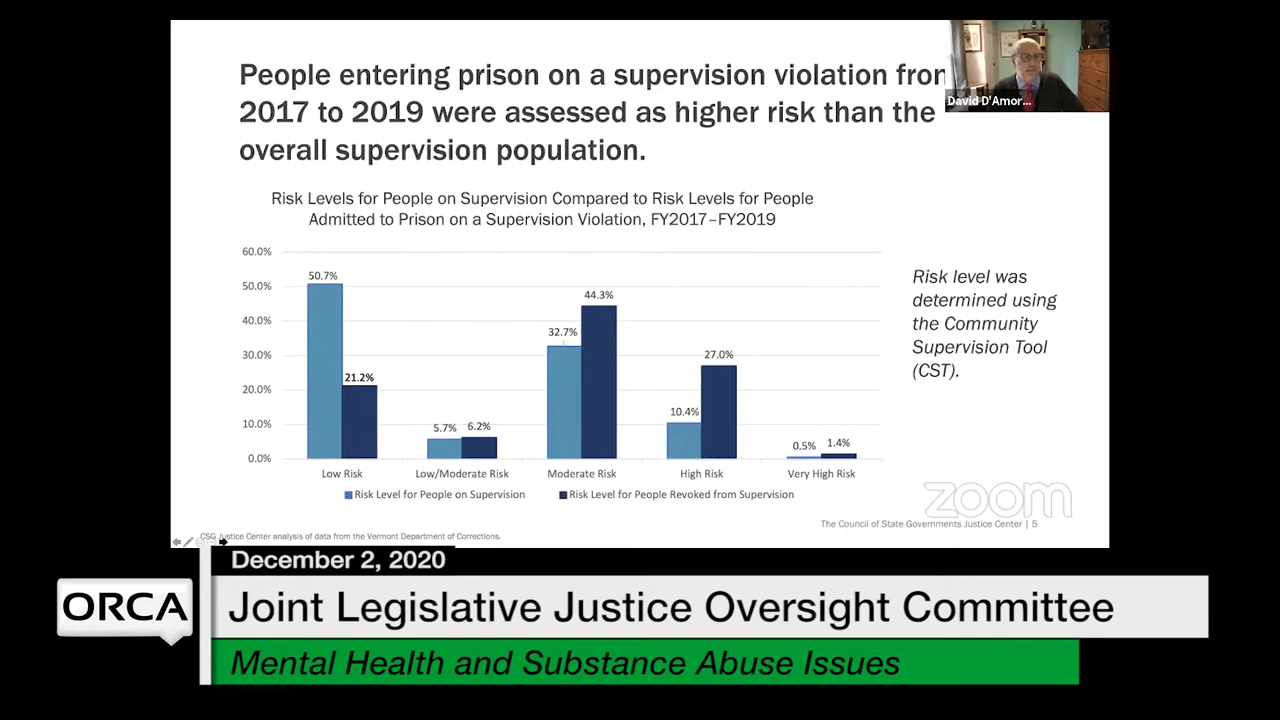 People entering prison on a supervision violation from
2017 to 2019 were assessed as higher risk than the
overall supervision population.
David D'Amor...
Risk Levels for People on Supervision Compared to Risk Levels for People
Admitted to Prison on a Supervision Violation, FY2017–FY2019
60.0%
50.0%
40.0%
30.0%
20.0%
10.0%
0.0%
50.7%
21.2%
5.7%
6.2%
32.7%
44.3%
10.4%
27.0%
0.5%
1.4%
Low Risk
Low/Moderate Risk
Moderate Risk
High Risk
Very High Risk
Risk Level for People on Supervision
Risk Level for People Revoked from Supervision
Risk level was
determined using
the Community
Supervision Tool
(CST).
zoom
The Council of State Governments Justice Center | 5
CSG Justice Center analysis of data from the Vermont Department of Corrections.
December 2, 2020
ORCA
Joint Legislative Justice Oversight Committee
Mental Health and Substance Abuse Issues